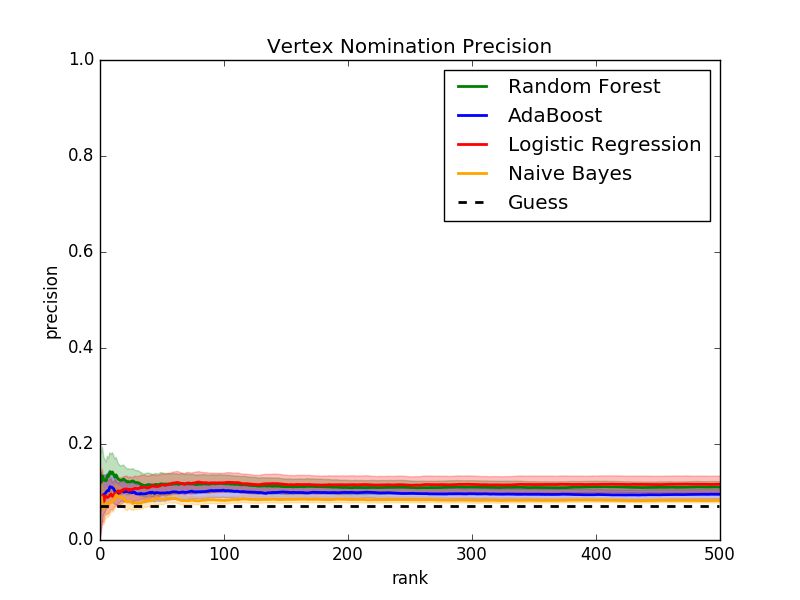 Vertex Nomination Precision
1.0
0.8
0.6
0.4
0.2
0.0
precision
Random Forest
AdaBoost
Logistic Regression
Naive Bayes
Guess
0 100 200 300 400 500
rank